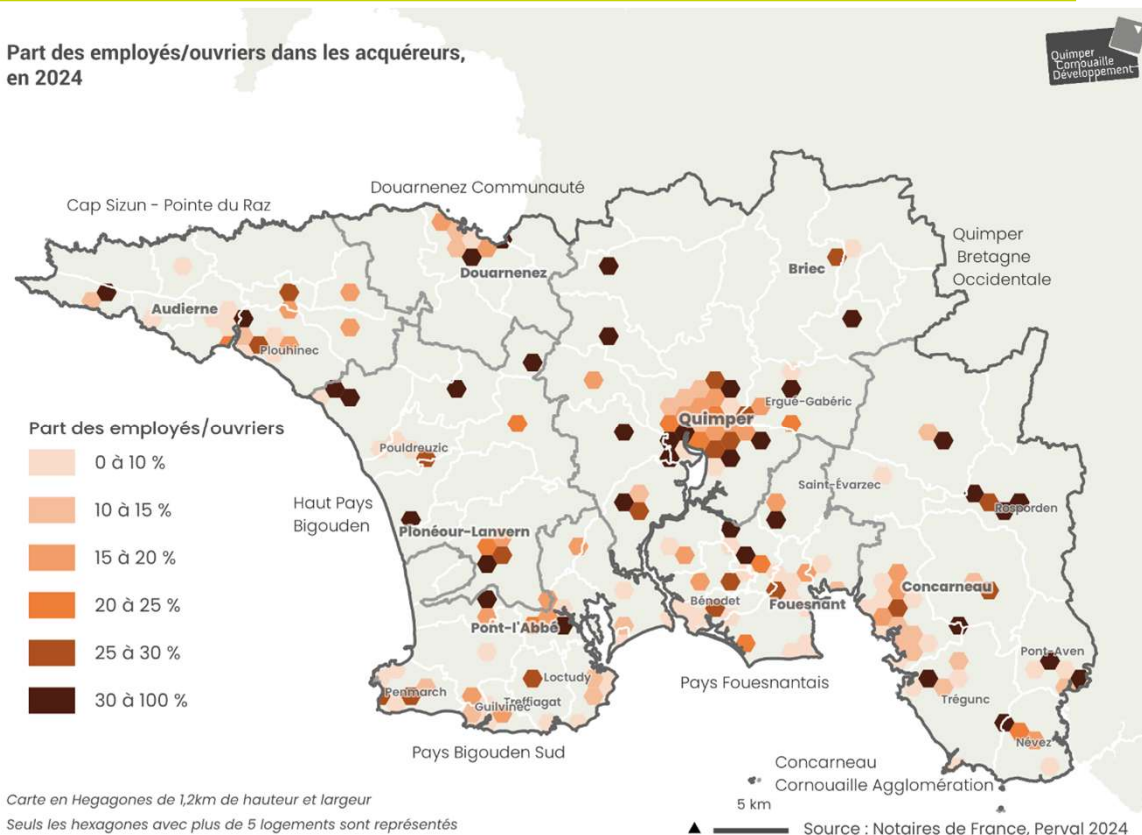 Part des employés/ouvriers dans les acquéreurs,
en 2024
Quimper
Cornouaille
Développement
Douarnenez Communauté
Cap Sizun - Pointe du Raz
Quimper
Bretagne
Occidentale
Douarnenez
Briec
Audierne
Plouhinec
Ergué-Gabéric
Quimper
Part des employés/ouvriers
0 à 10 %
10 à 15 %
15 à 20 %
20 à 25 %
25 à 30 %
30 à 100 %
Pouldreuzic
Haut Pays
Bigouden
Saint-Évarzec
Rosporden
Plonéour-Lanvern
Concarneau
Bénodet
Fouesnant
Pont-l'Abbé
Pont-Aven
Loctudy
Pays Fouesnantais
Penmarch
Treffiagat
Guilvinec
Trégunc
Névez
Pays Bigouden Sud
Concarneau
Cornouaille Agglomération
5 km
Carte en Hegagones de 1,2km de hauteur et largeur
Seuls les hexagones avec plus de 5 logements sont représentés
Source : Notaires de France, Perval 2024